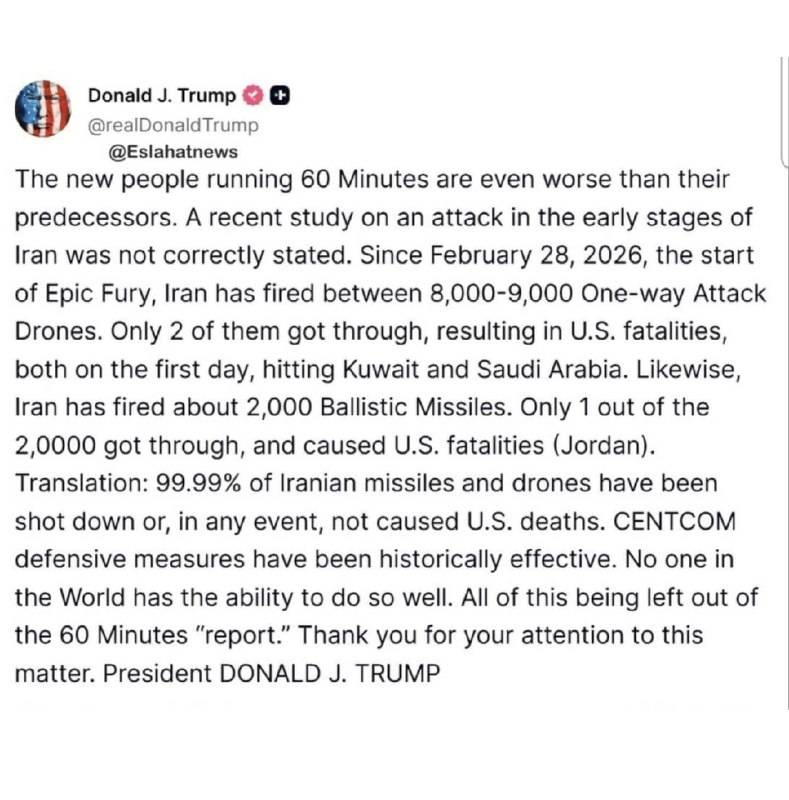 Donald J. Trump
@realDonaldTrump
@Eslahatnews
The new people running 60 Minutes are even worse than their
predecessors. A recent study on an attack in the early stages of
Iran was not correctly stated. Since February 28, 2026, the start
of Epic Fury, Iran has fired between 8,000-9,000 One-way Attack
Drones. Only 2 of them got through, resulting in U.S. fatalities,
both on the first day, hitting Kuwait and Saudi Arabia. Likewise,
Iran has fired about 2,000 Ballistic Missiles. Only 1 out of the
2,0000 got through, and caused U.S. fatalities (Jordan).
Translation: 99.99% of Iranian missiles and drones have been
shot down or, in any event, not caused U.S. deaths. CENTCOM
defensive measures have been historically effective. No one in
the World has the ability to do so well. All of this being left out of
the 60 Minutes “report.” Thank you for your attention to this
matter. President DONALD J. TRUMP